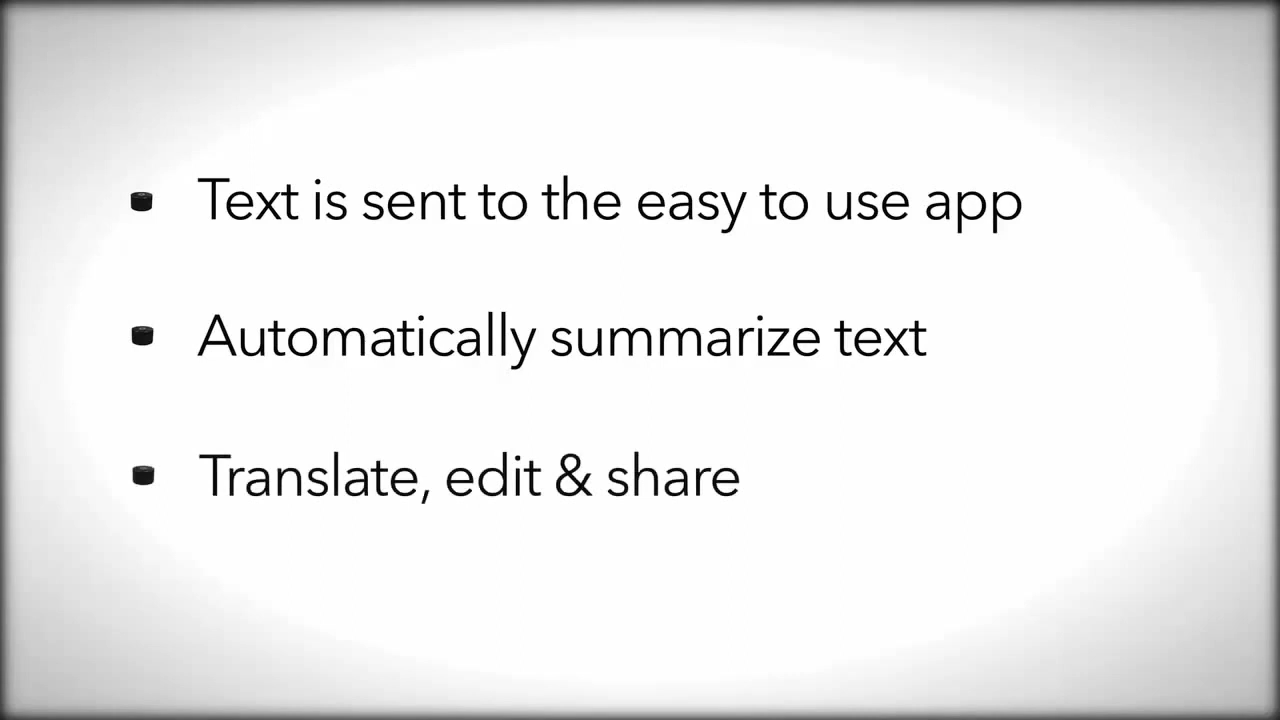 Text is sent to the easy to use app
Automatically summarize text
Translate, edit & share